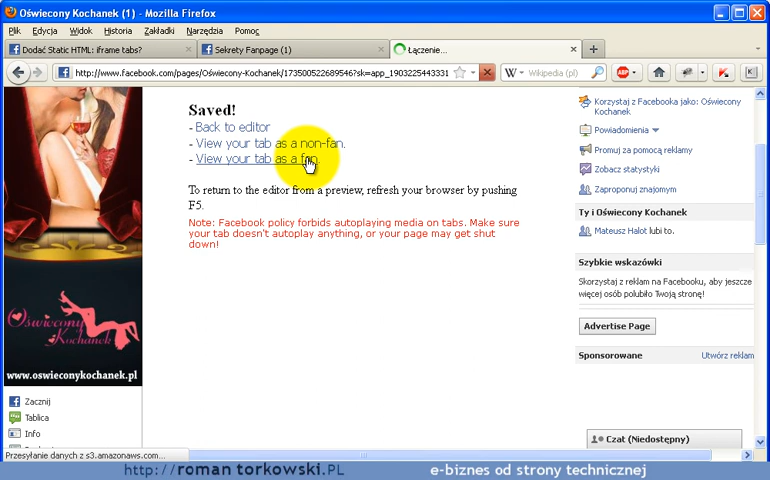 Oświecony Kochanek (1) - Mozilla Firefox
Plik Edycja Widok Historia Zakładki Narzędzia Pomoc
Dodać Static HTML: iframe tabs? Sekrety Fanpage (1) Łączenie...
http://www.facebook.com/pages/Oświecony-Kochanek/173500522689546?sk=app_1903225443331 Wikipedia (pl)
Saved!
- Back to editor
- View your tab as a non-fan.
- View your tab as a fan.
To return to the editor from a preview, refresh your browser by pushing
F5.
Note: Facebook policy forbids autoplaying media on tabs. Make sure
your tab doesn't autoplay anything, or your page may get shut
down!
Oświecony
Kochanek
www.oswieconykochanek.pl
Zacznij
Tablica
Info
Korzystaj z Facebooka jako: Oświecony
Kochanek
Powiadomienia
Promuj za pomocą reklamy
Zobacz statystyki
Zaproponuj znajomym
Ty i Oświecony Kochanek
Mateusz Halot lubi to.
Szybkie wskazówki
Skorzystaj z reklam na Facebooku, aby jeszcze
więcej osób polubiło Twoją stronę!
Advertise Page
Sponsorowane Utwórz reklam
Czat (Niedostępny)
Przesyłanie danych z s3.amazonaws.com...
http://romantorkowski.PL e-biznes od strony technicznej